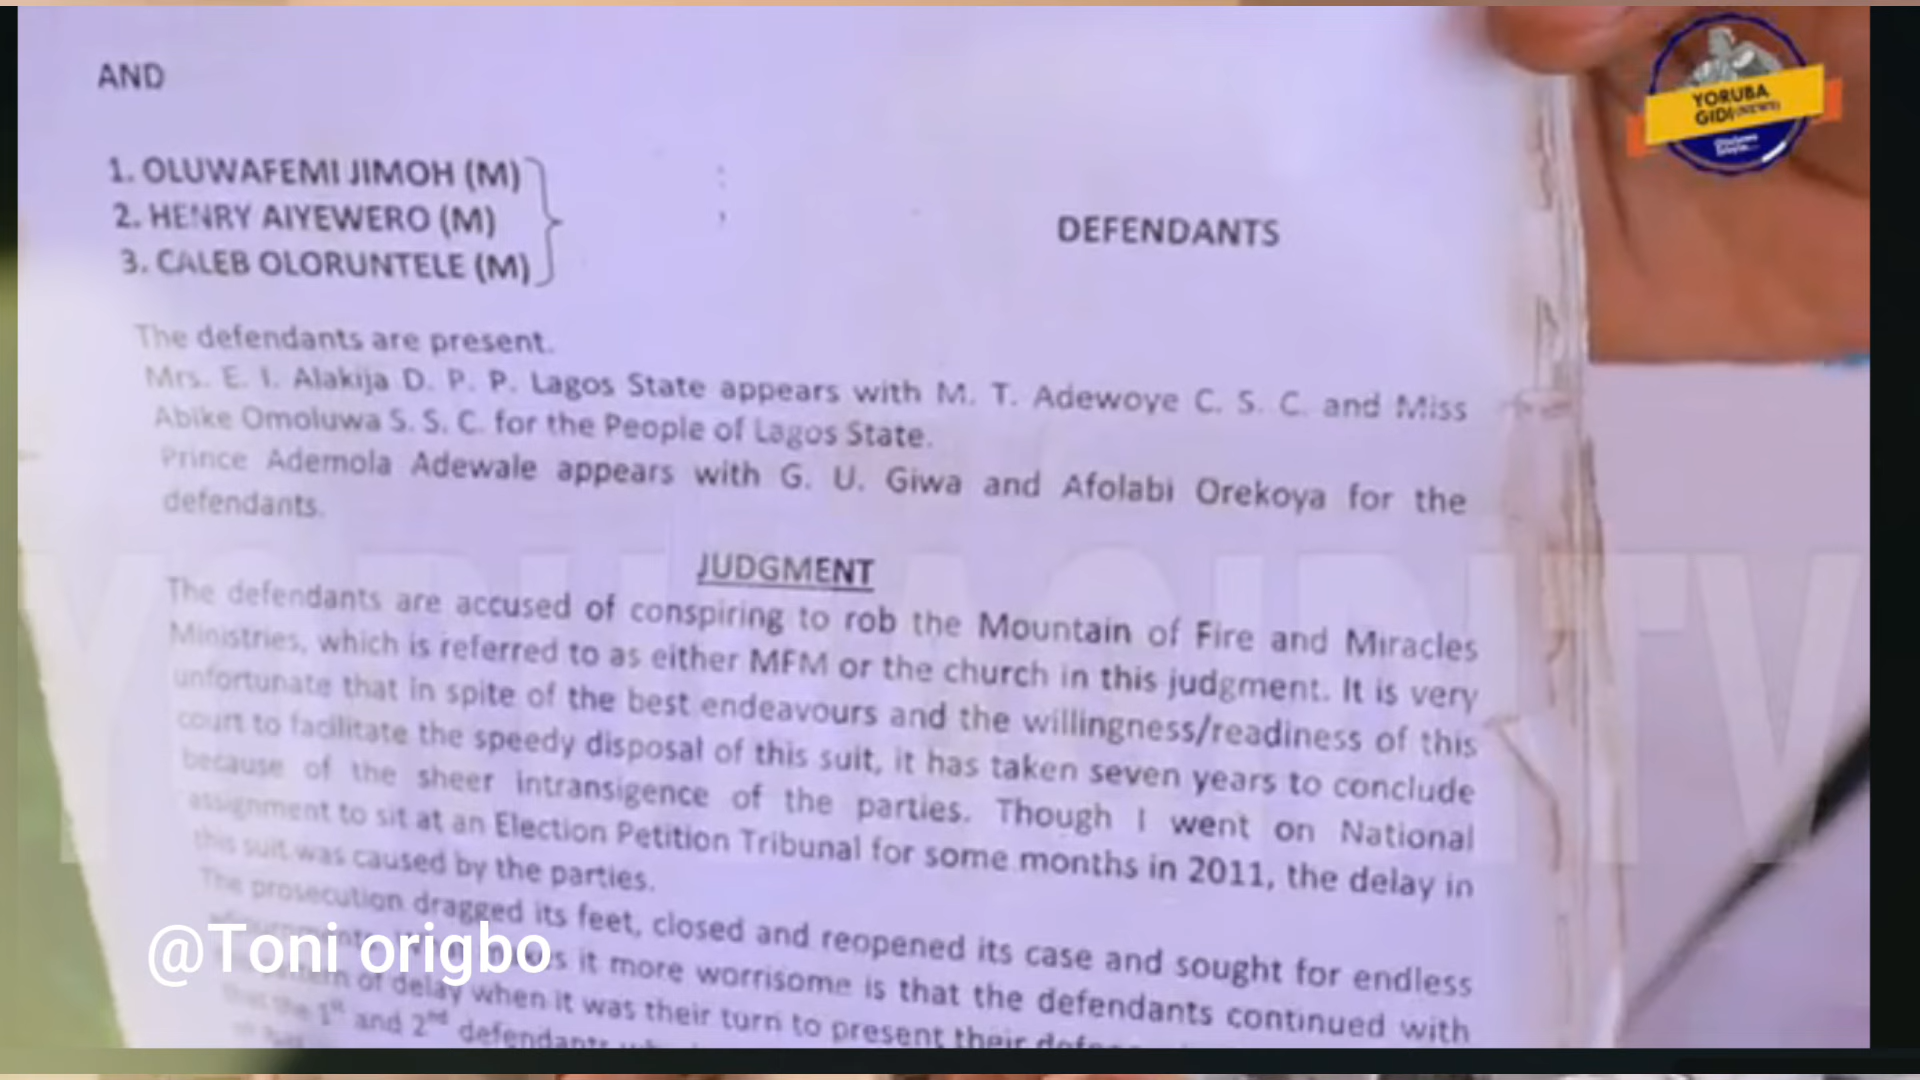 AND
1. OLUWAFEMI JIMOH (M)
2. HENRY AIYEWERO (M)
3. CALEB OLORUNTELE (M)
DEFENDANTS
The defendants are present.
Mrs. E. I. Alakija D. P. P. Lagos State appears with M. T. Adewoye C. S. C. and Miss
Abike Omoluwa S. S. C. for the People of Lagos State.
Prince Ademola Adewale appears with G. U. Giwa and Afolabi Orekoya for the
defendants.
JUDGMENT
The defendants are accused of conspiring to rob the Mountain of Fire and Miracles
Ministries, which is referred to as either MFM or the church in this judgment. It is very
unfortunate that in spite of the best endeavours and the willingness/readiness of this
court to facilitate the speedy disposal of this suit, it has taken seven years to conclude
because of the sheer intransigence of the parties. Though I went on National
assignment to sit at an Election Petition Tribunal for some months in 2011, the delay in
this suit was caused by the parties.
The prosecution dragged its feet, closed and reopened its case and sought for endless
it more worrisome is that the defendants continued with
of delay when it was their turn to present their
the 1st and 2nd defendants
@Toni origbo
YORUBA
GIDI (NEWS)
YORUBAGIDI TV